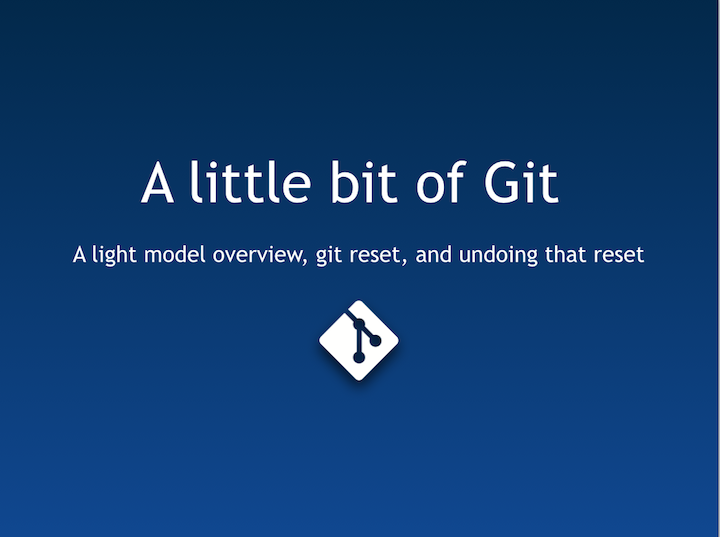 A little bit of Git
A light model overview, git reset, and undoing that reset